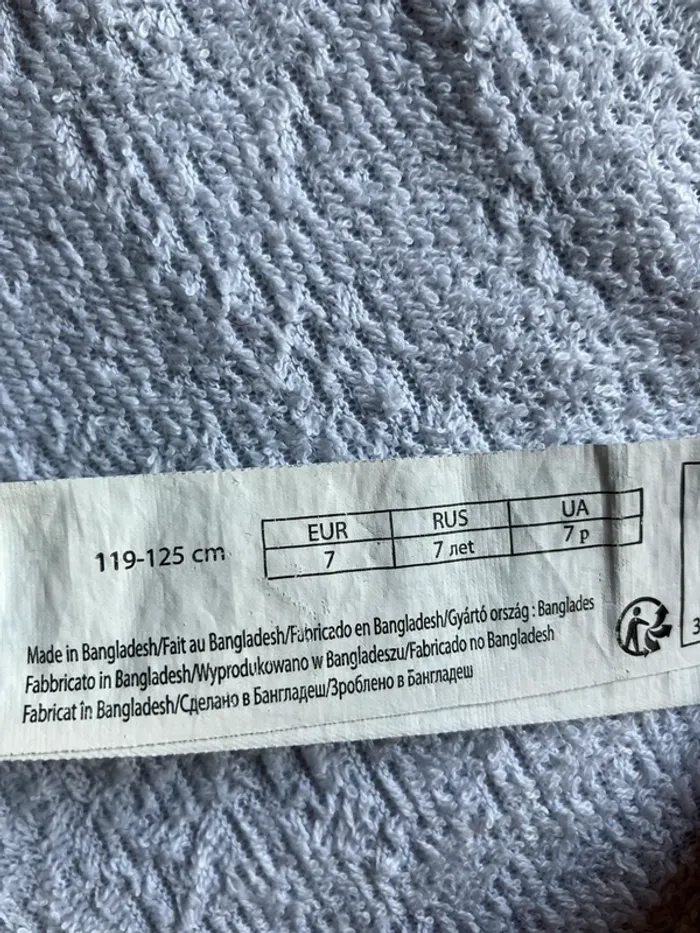 119-125 cm
EUR RUS UA
7 7 лет 7 р
Made in Bangladesh/Fait au Bangladesh/Fabricado en Bangladesh/Gyártó ország : Banglades
Fabbricato in Bangladesh/Wyprodukowano w Bangladeszu/Fabricado no Bangladesh
Fabricat în Bangladesh/Сделано в Бангладеш/Зроблено в Бангладеш
3